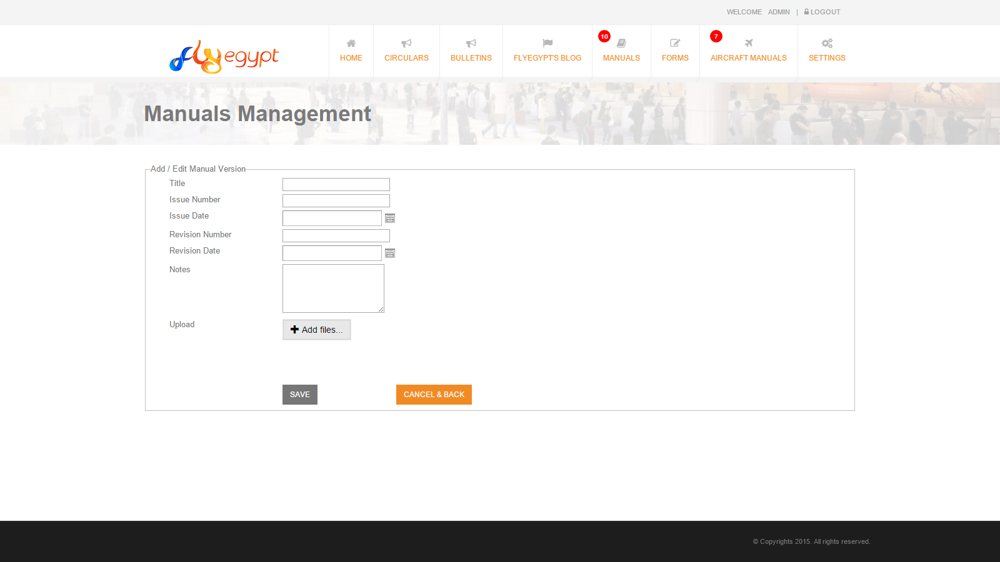 WELCOME ADMIN | LOGOUT
Fly egypt
HOME
CIRCULARS
BULLETINS
FLYEGYPT'S BLOG
10
MANUALS
FORMS
7
AIRCRAFT MANUALS
SETTINGS
Manuals Management
Add / Edit Manual Version
Title
Issue Number
Issue Date
Revision Number
Revision Date
Notes
Upload
Add files...
SAVE
CANCEL & BACK
© Copyrights 2015. All rights reserved.